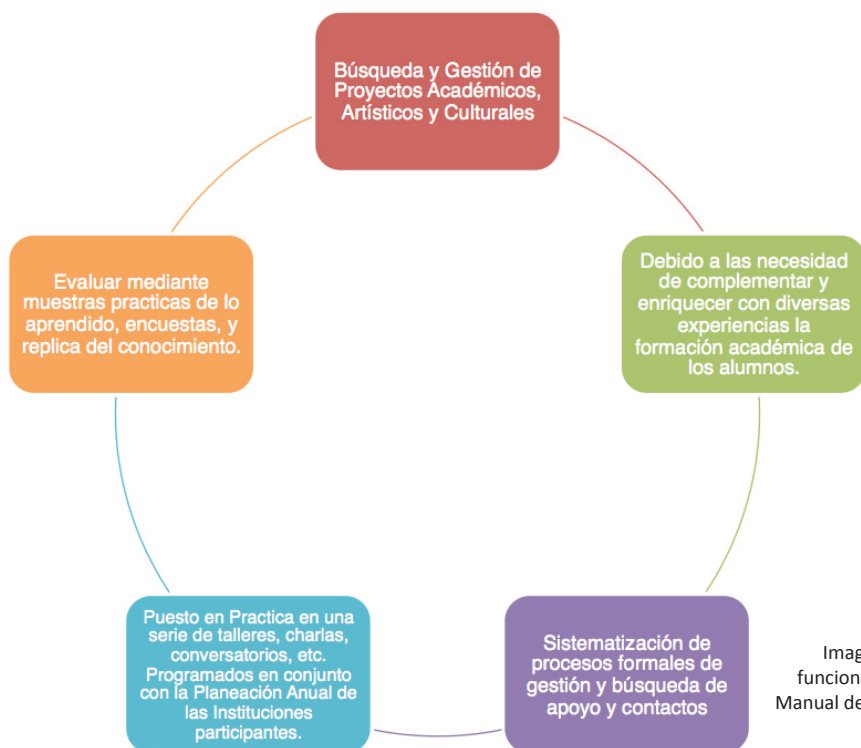 Búsqueda y Gestión de
Proyectos Académicos,
Artísticos y Culturales
Debido a las necesidad
de complementar y
enriquecer con diversas
experiencias la
formación académica de
los alumnos.
Sistematización de
procesos formales de
gestión y búsqueda de
apoyo y contactos
Puesto en Practica en una
serie de talleres, charlas,
conversatorios, etc.
Programados en conjunto
con la Planeación Anual de
las Instituciones
participantes.
Evaluar mediante
muestras practicas de lo
aprendido, encuestas, y
replica del conocimiento.
Imag
funcion
Manual de